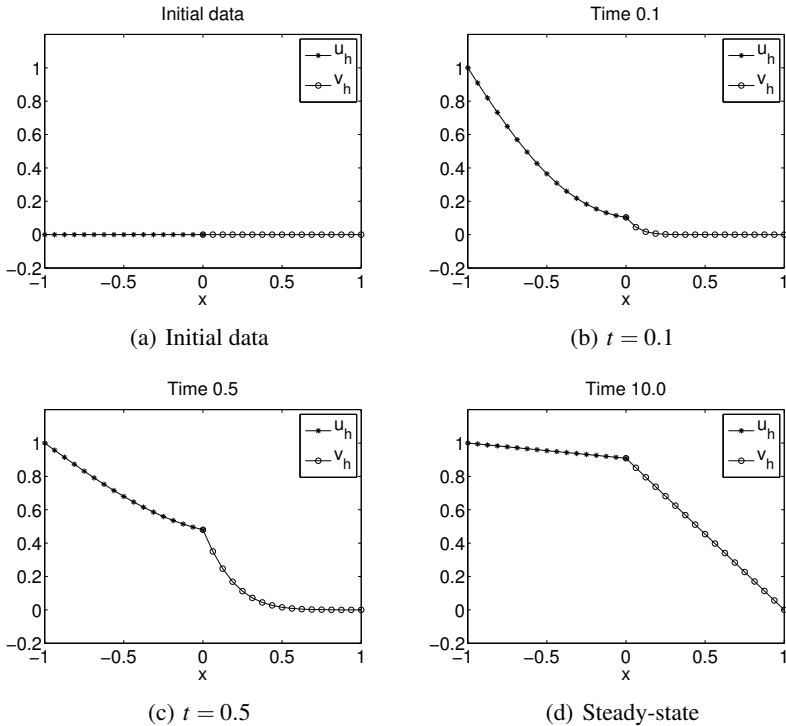 Initial data
u_h
v_h
1
0.8
0.6
0.4
0.2
0
−0.2
−1
−0.5
0
0.5
1
x
(a) Initial data
Time 0.1
u_h
v_h
1
0.8
0.6
0.4
0.2
0
−0.2
−1
−0.5
0
0.5
1
x
(b) t = 0.1
Time 0.5
u_h
v_h
1
0.8
0.6
0.4
0.2
0
−0.2
−1
−0.5
0
0.5
1
x
(c) t = 0.5
Time 10.0
u_h
v_h
1
0.8
0.6
0.4
0.2
0
−0.2
−1
−0.5
0
0.5
1
x
(d) Steady-state